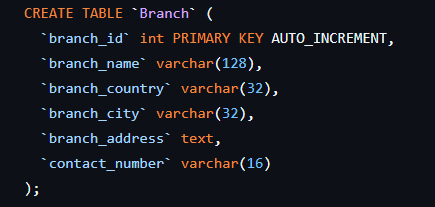 CREATE TABLE `Branch` (
  `branch_id` int PRIMARY KEY AUTO_INCREMENT,
  `branch_name` varchar(128),
  `branch_country` varchar(32),
  `branch_city` varchar(32),
  `branch_address` text,
  `contact_number` varchar(16)
);